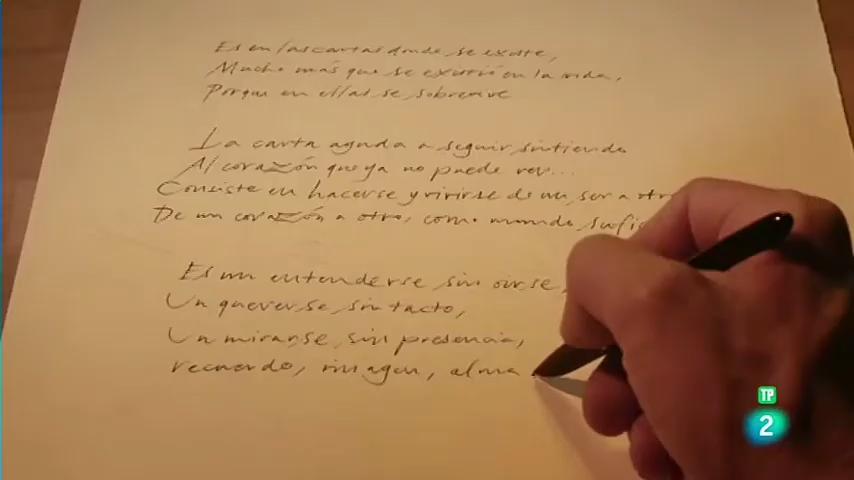 Es en las cartas donde se existe,
Mucho más que se existió en la vida,
Porque en ellas se sobrevive
La carta ayuda a seguir sintiendo
Al corazón que ya no puede ver...
Consiste en hacerse y vivirse de un ser a otro
De un corazón a otro, como mundo
Es un entenderse sin oirse,
Un quererse sin tacto,
Un mirarse sin presencia,
recuerdo, imagen, alma
TP
2